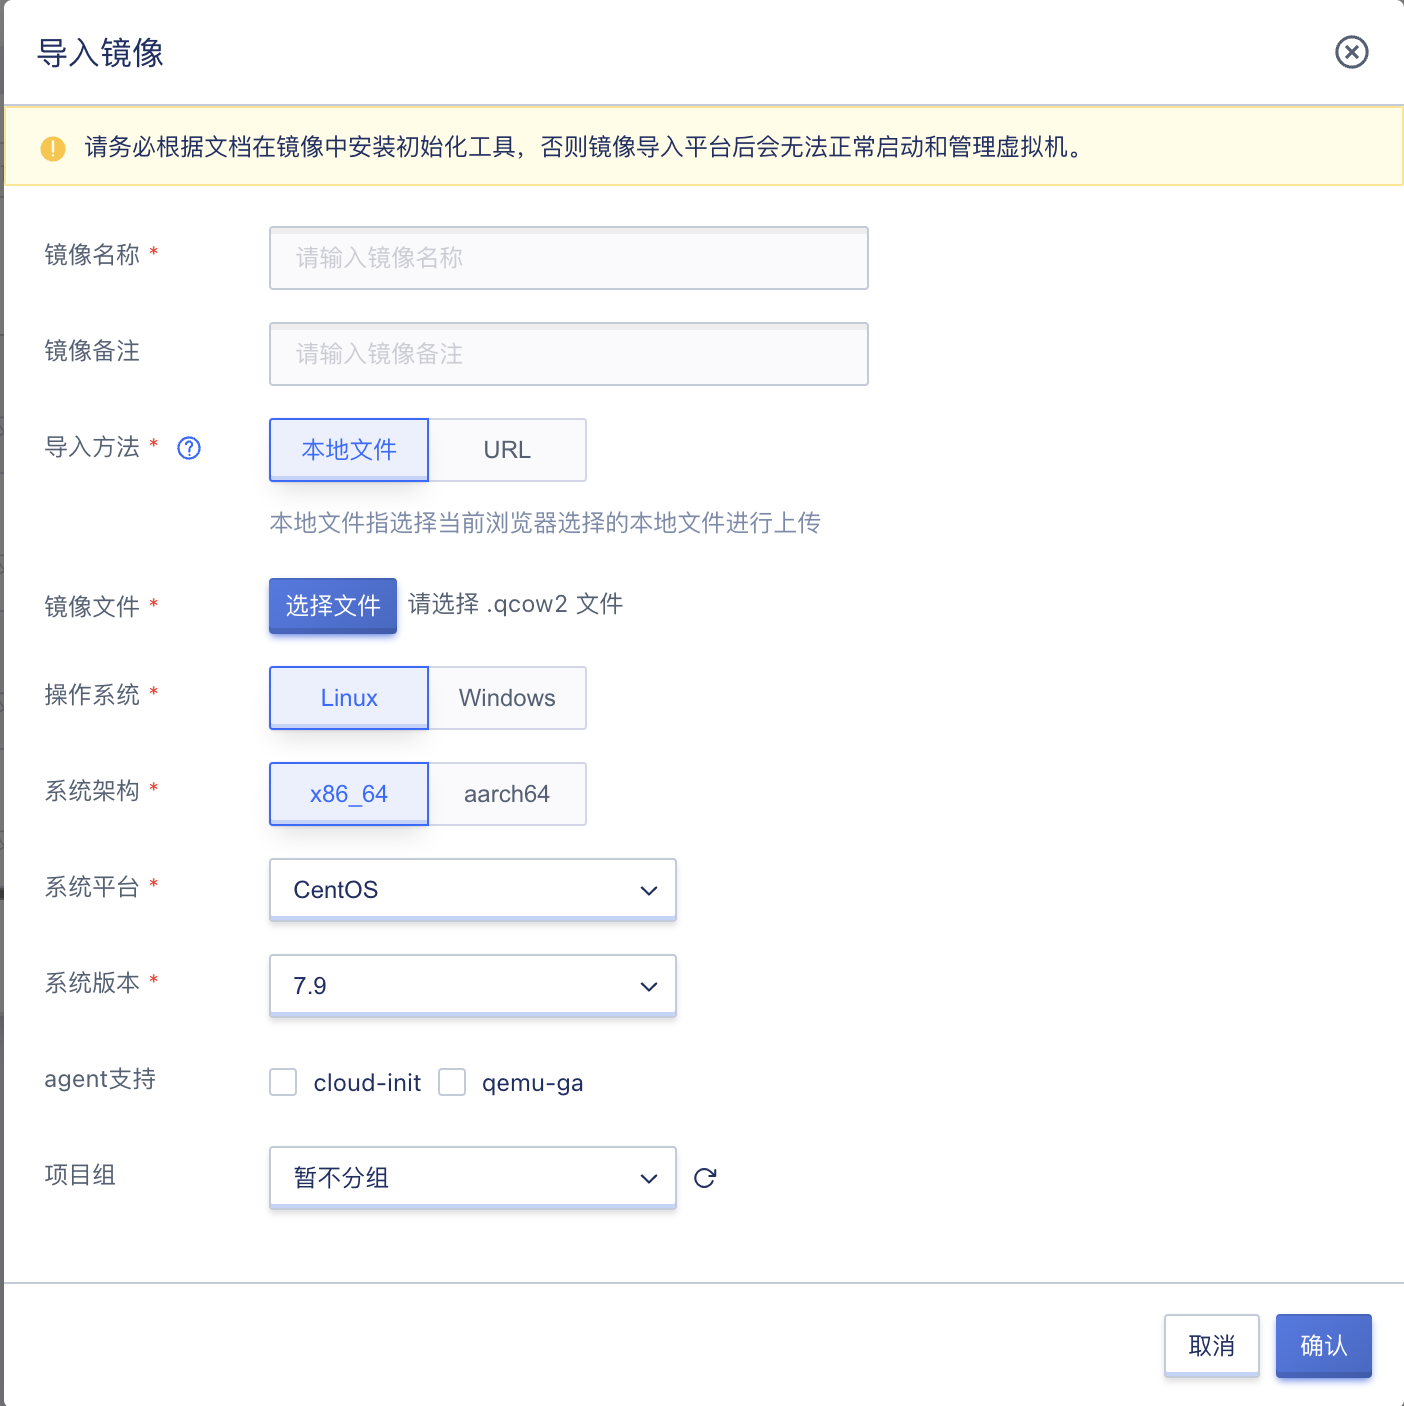 导入镜像
请务必根据文档在镜像中安装初始化工具，否则镜像导入平台后会无法正常启动和管理虚拟机。
镜像名称 * 请输入镜像名称
镜像备注 请输入镜像备注
导入方法 * 本地文件 URL
本地文件指选择当前浏览器选择的本地文件进行上传
镜像文件 * 选择文件 请选择 .qcow2 文件
操作系统 * Linux Windows
系统架构 * x86_64 aarch64
系统平台 * CentOS
系统版本 * 7.9
agent支持 cloud-init qemu-ga
项目组 暂不分组
取消 确认